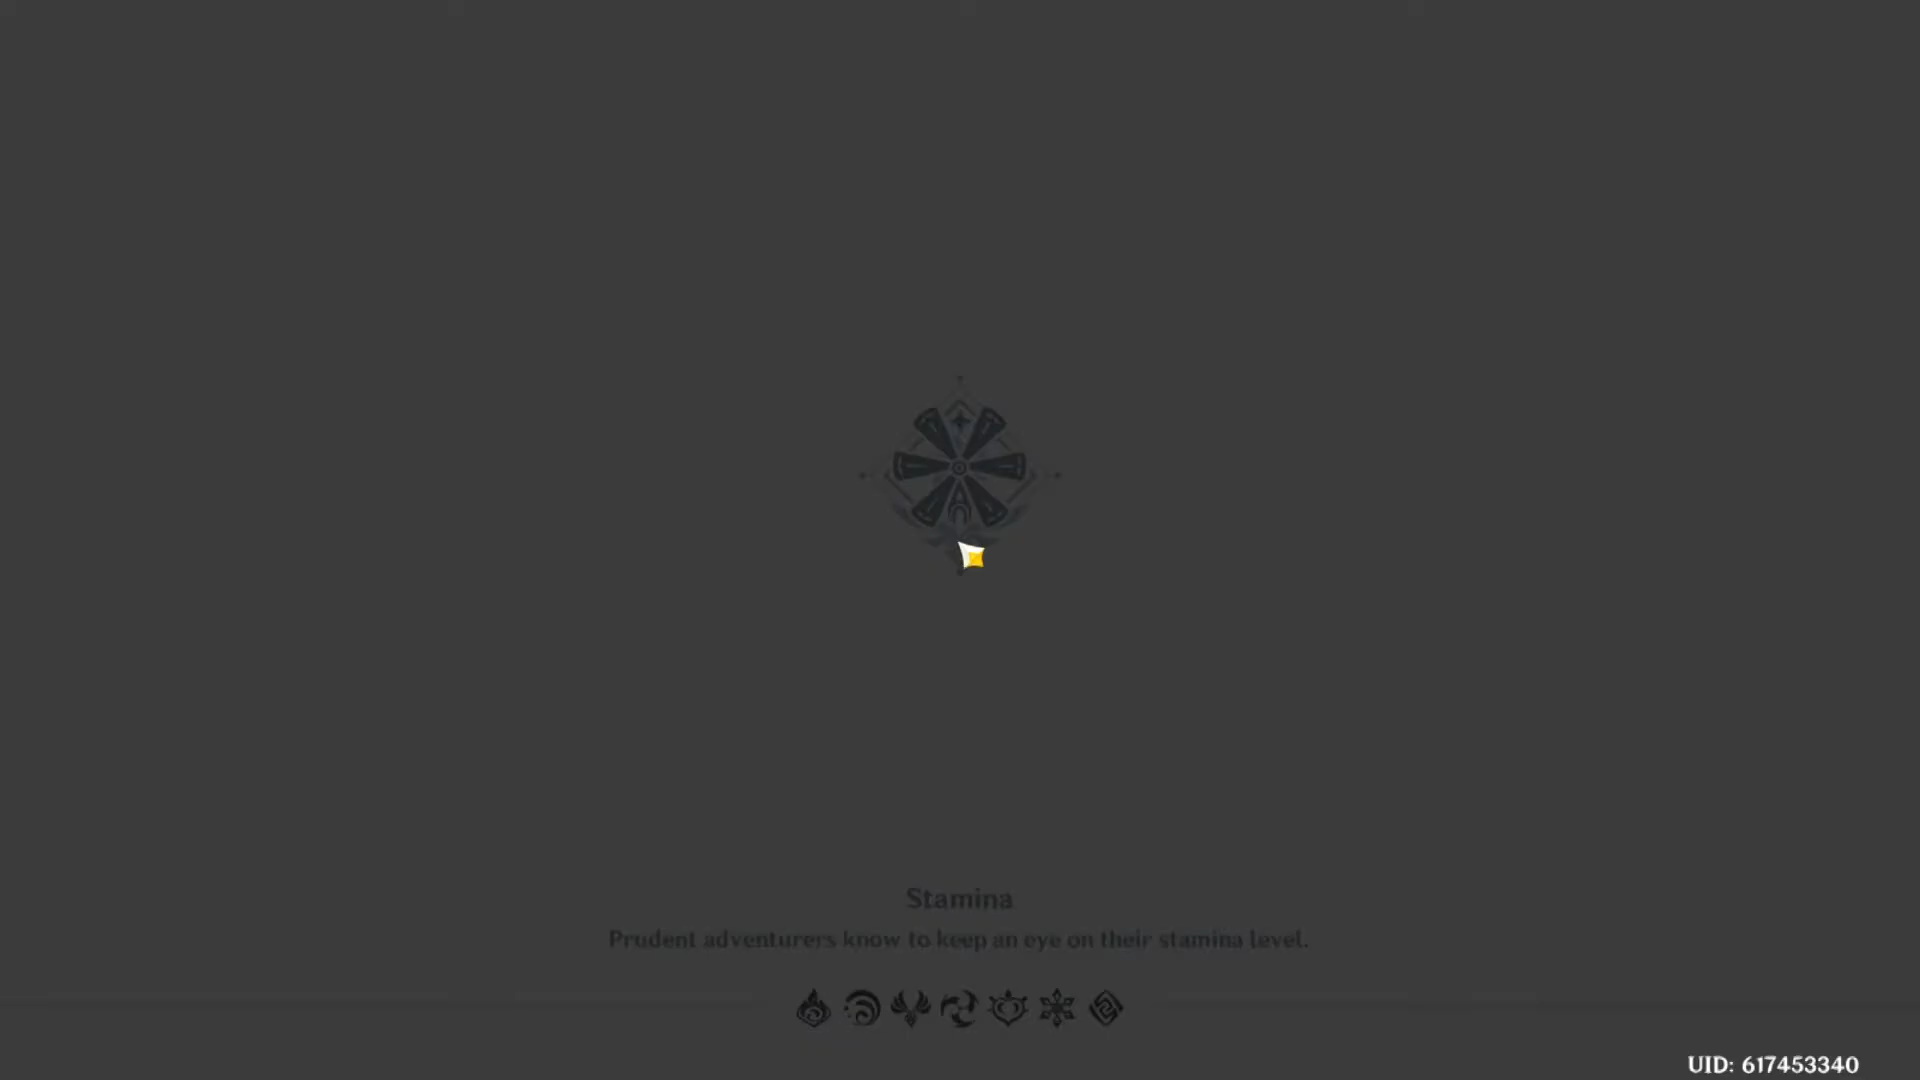 Stamina
Prudent adventurers know to keep an eye on their stamina level.
UID: 617453340